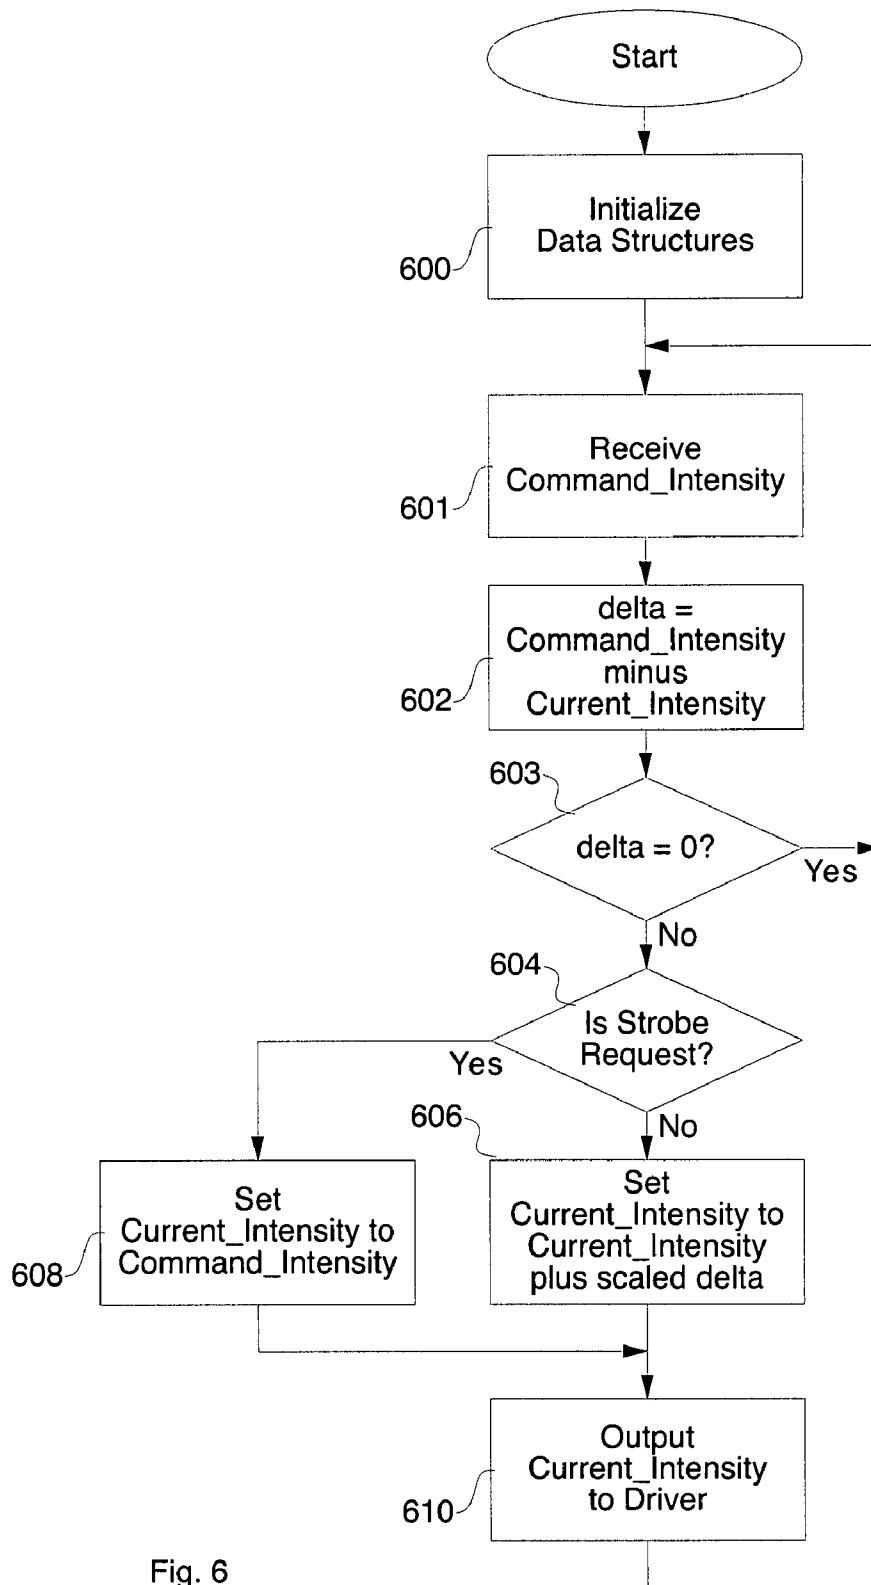 Start
Initialize
Data Structures
600
Receive
Command_Intensity
601
delta =
Command_Intensity
minus
Current_Intensity
602
603
delta = 0?
Yes
No
604
Is Strobe
Request?
Yes
No
606
Set
Current_Intensity to
Command_Intensity
608
Set
Current_Intensity to
Current_Intensity
plus scaled delta
Output
Current_Intensity
to Driver
610
Fig. 6